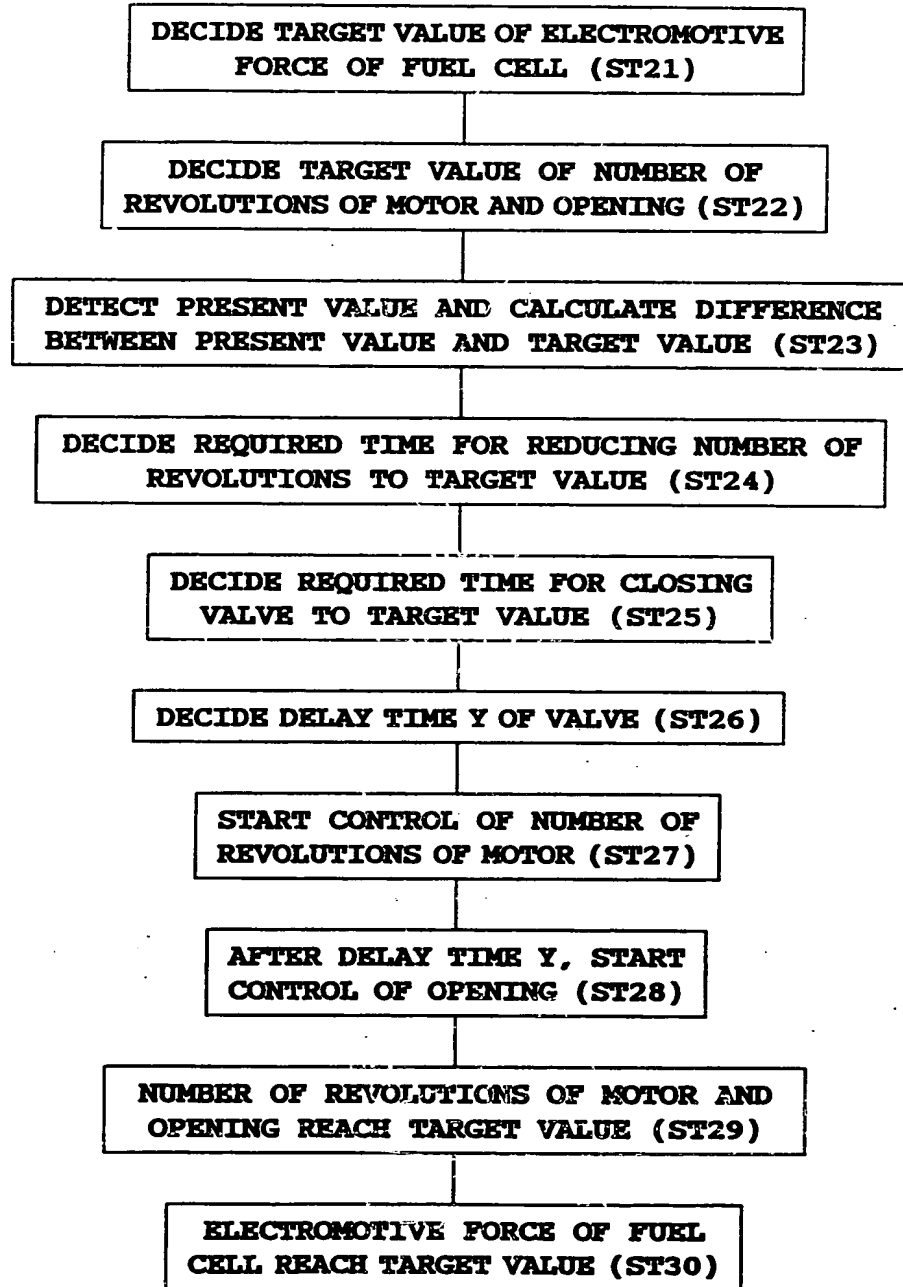 DECIDE TARGET VALUE OF ELECTROMOTIVE
FORCE OF FUEL CELL (ST21)
DECIDE TARGET VALUE OF NUMBER OF
REVOLUTIONS OF MOTOR AND OPENING (ST22)
DETECT PRESENT VALUE AND CALCULATE DIFFERENCE
BETWEEN PRESENT VALUE AND TARGET VALUE (ST23)
DECIDE REQUIRED TIME FOR REDUCING NUMBER OF
REVOLUTIONS TO TARGET VALUE (ST24)
DECIDE REQUIRED TIME FOR CLOSING
VALVE TO TARGET VALUE (ST25)
DECIDE DELAY TIME Y OF VALVE (ST26)
START CONTROL OF NUMBER OF
REVOLUTIONS OF MOTOR (ST27)
AFTER DELAY TIME Y, START
CONTROL OF OPENING (ST28)
NUMBER OF REVOLUTIONS OF MOTOR AND
OPENING REACH TARGET VALUE (ST29)
ELECTROMOTIVE FORCE OF FUEL
CELL REACH TARGET VALUE (ST30)